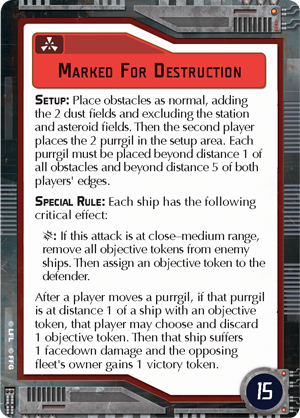 MARKED FOR DESTRUCTION
SETUP: Place obstacles as normal, adding
the 2 dust fields and excluding the station
and asteroid fields. Then the second player
places the 2 purrgil in the setup area. Each
purrgil must be placed beyond distance 1 of
all obstacles and beyond distance 5 of both
players' edges.
SPECIAL RULE: Each ship has the following
critical effect:
: If this attack is at close–medium range,
remove all objective tokens from enemy
ships. Then assign an objective token to the
defender.
After a player moves a purrgil, if that purrgil
is at distance 1 of a ship with an objective
token, that player may choose and discard
1 objective token. Then that ship suffers
1 facedown damage and the opposing
fleet's owner gains 1 victory token.
© LFL © FFG
15